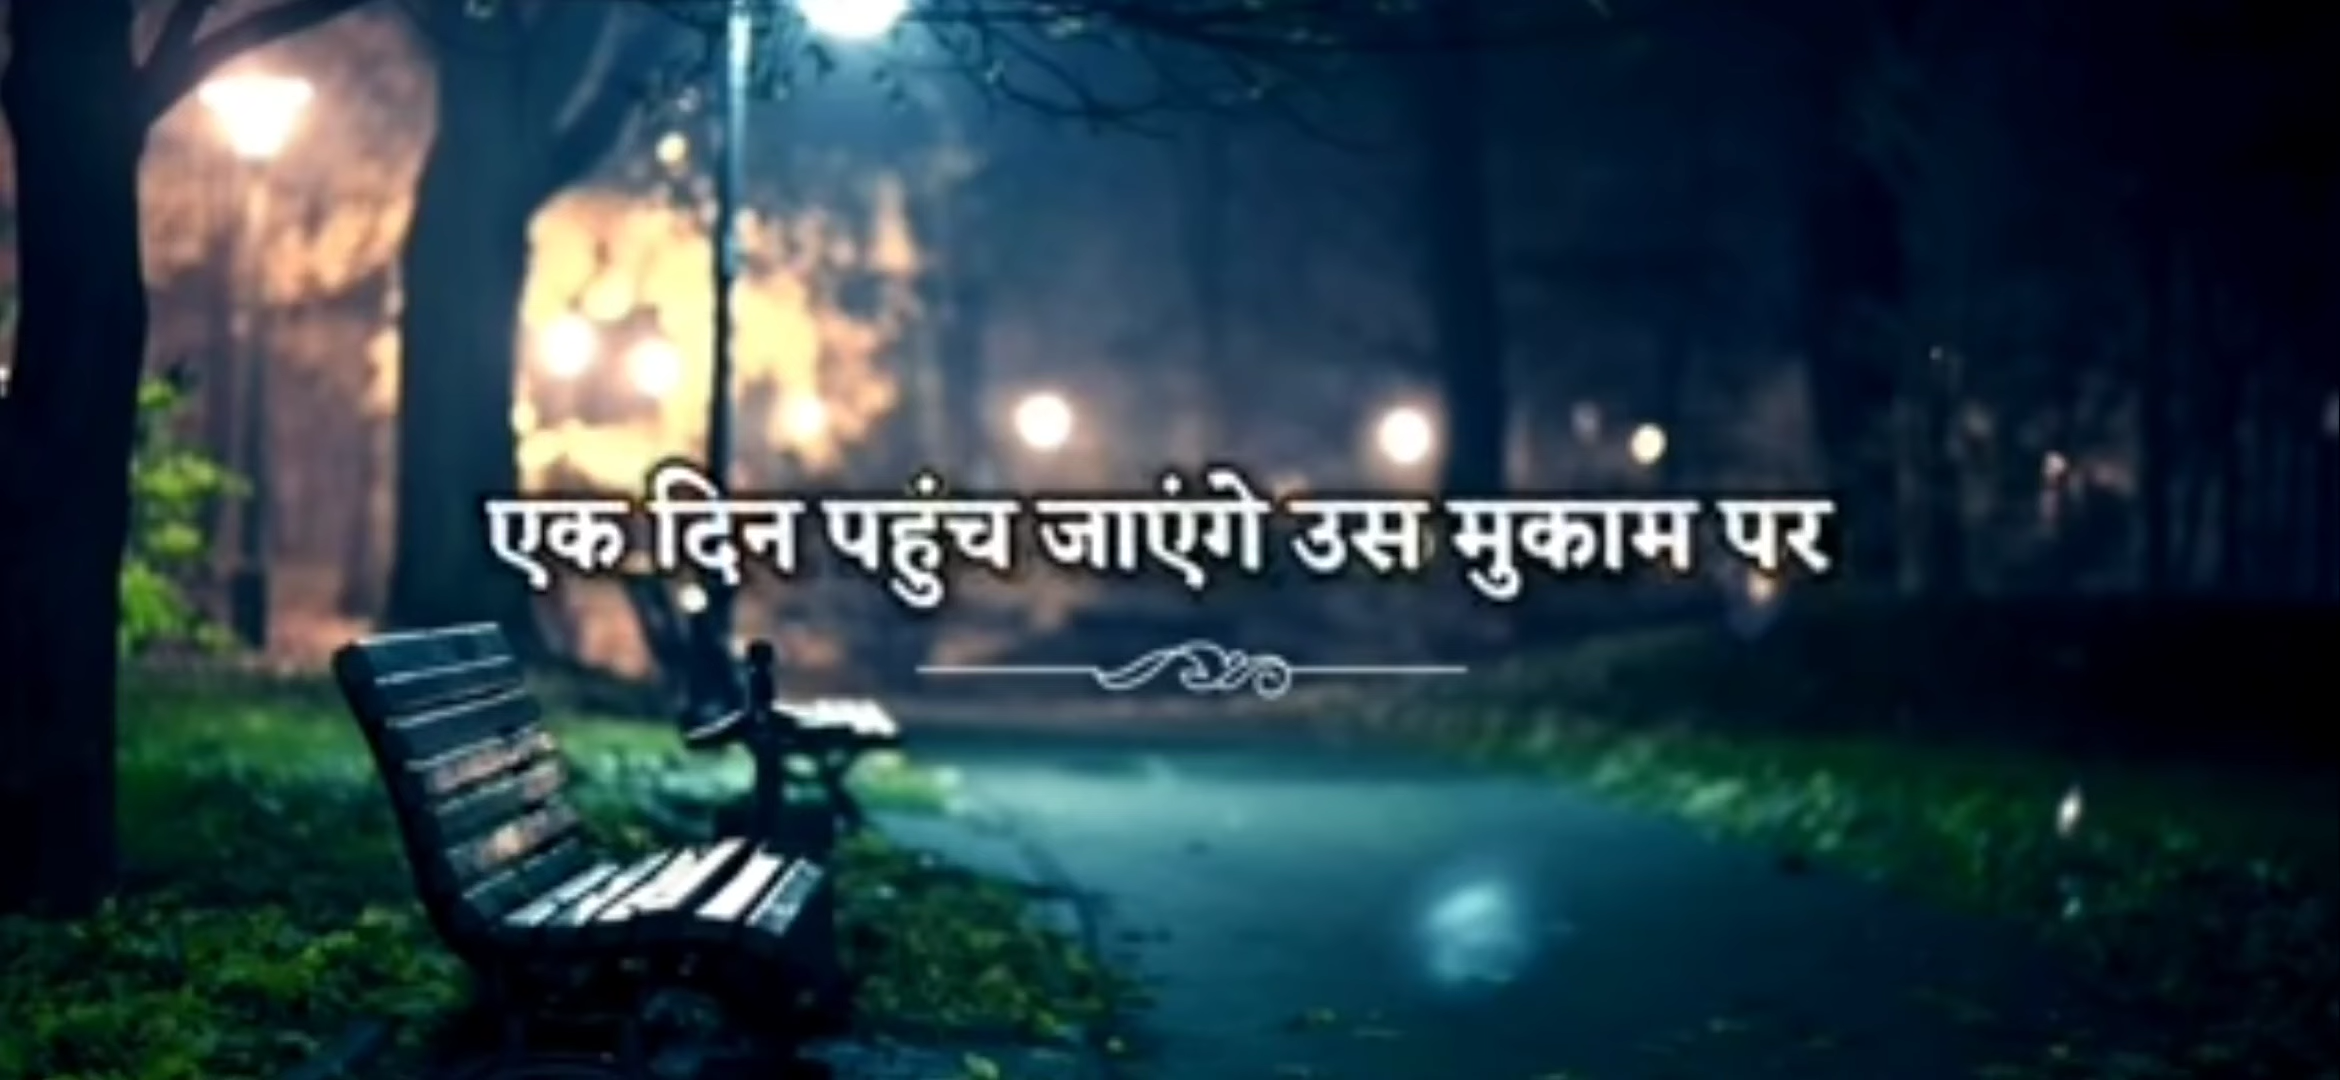 एक दिन पहुंच जाएंगे उस मुकाम पर